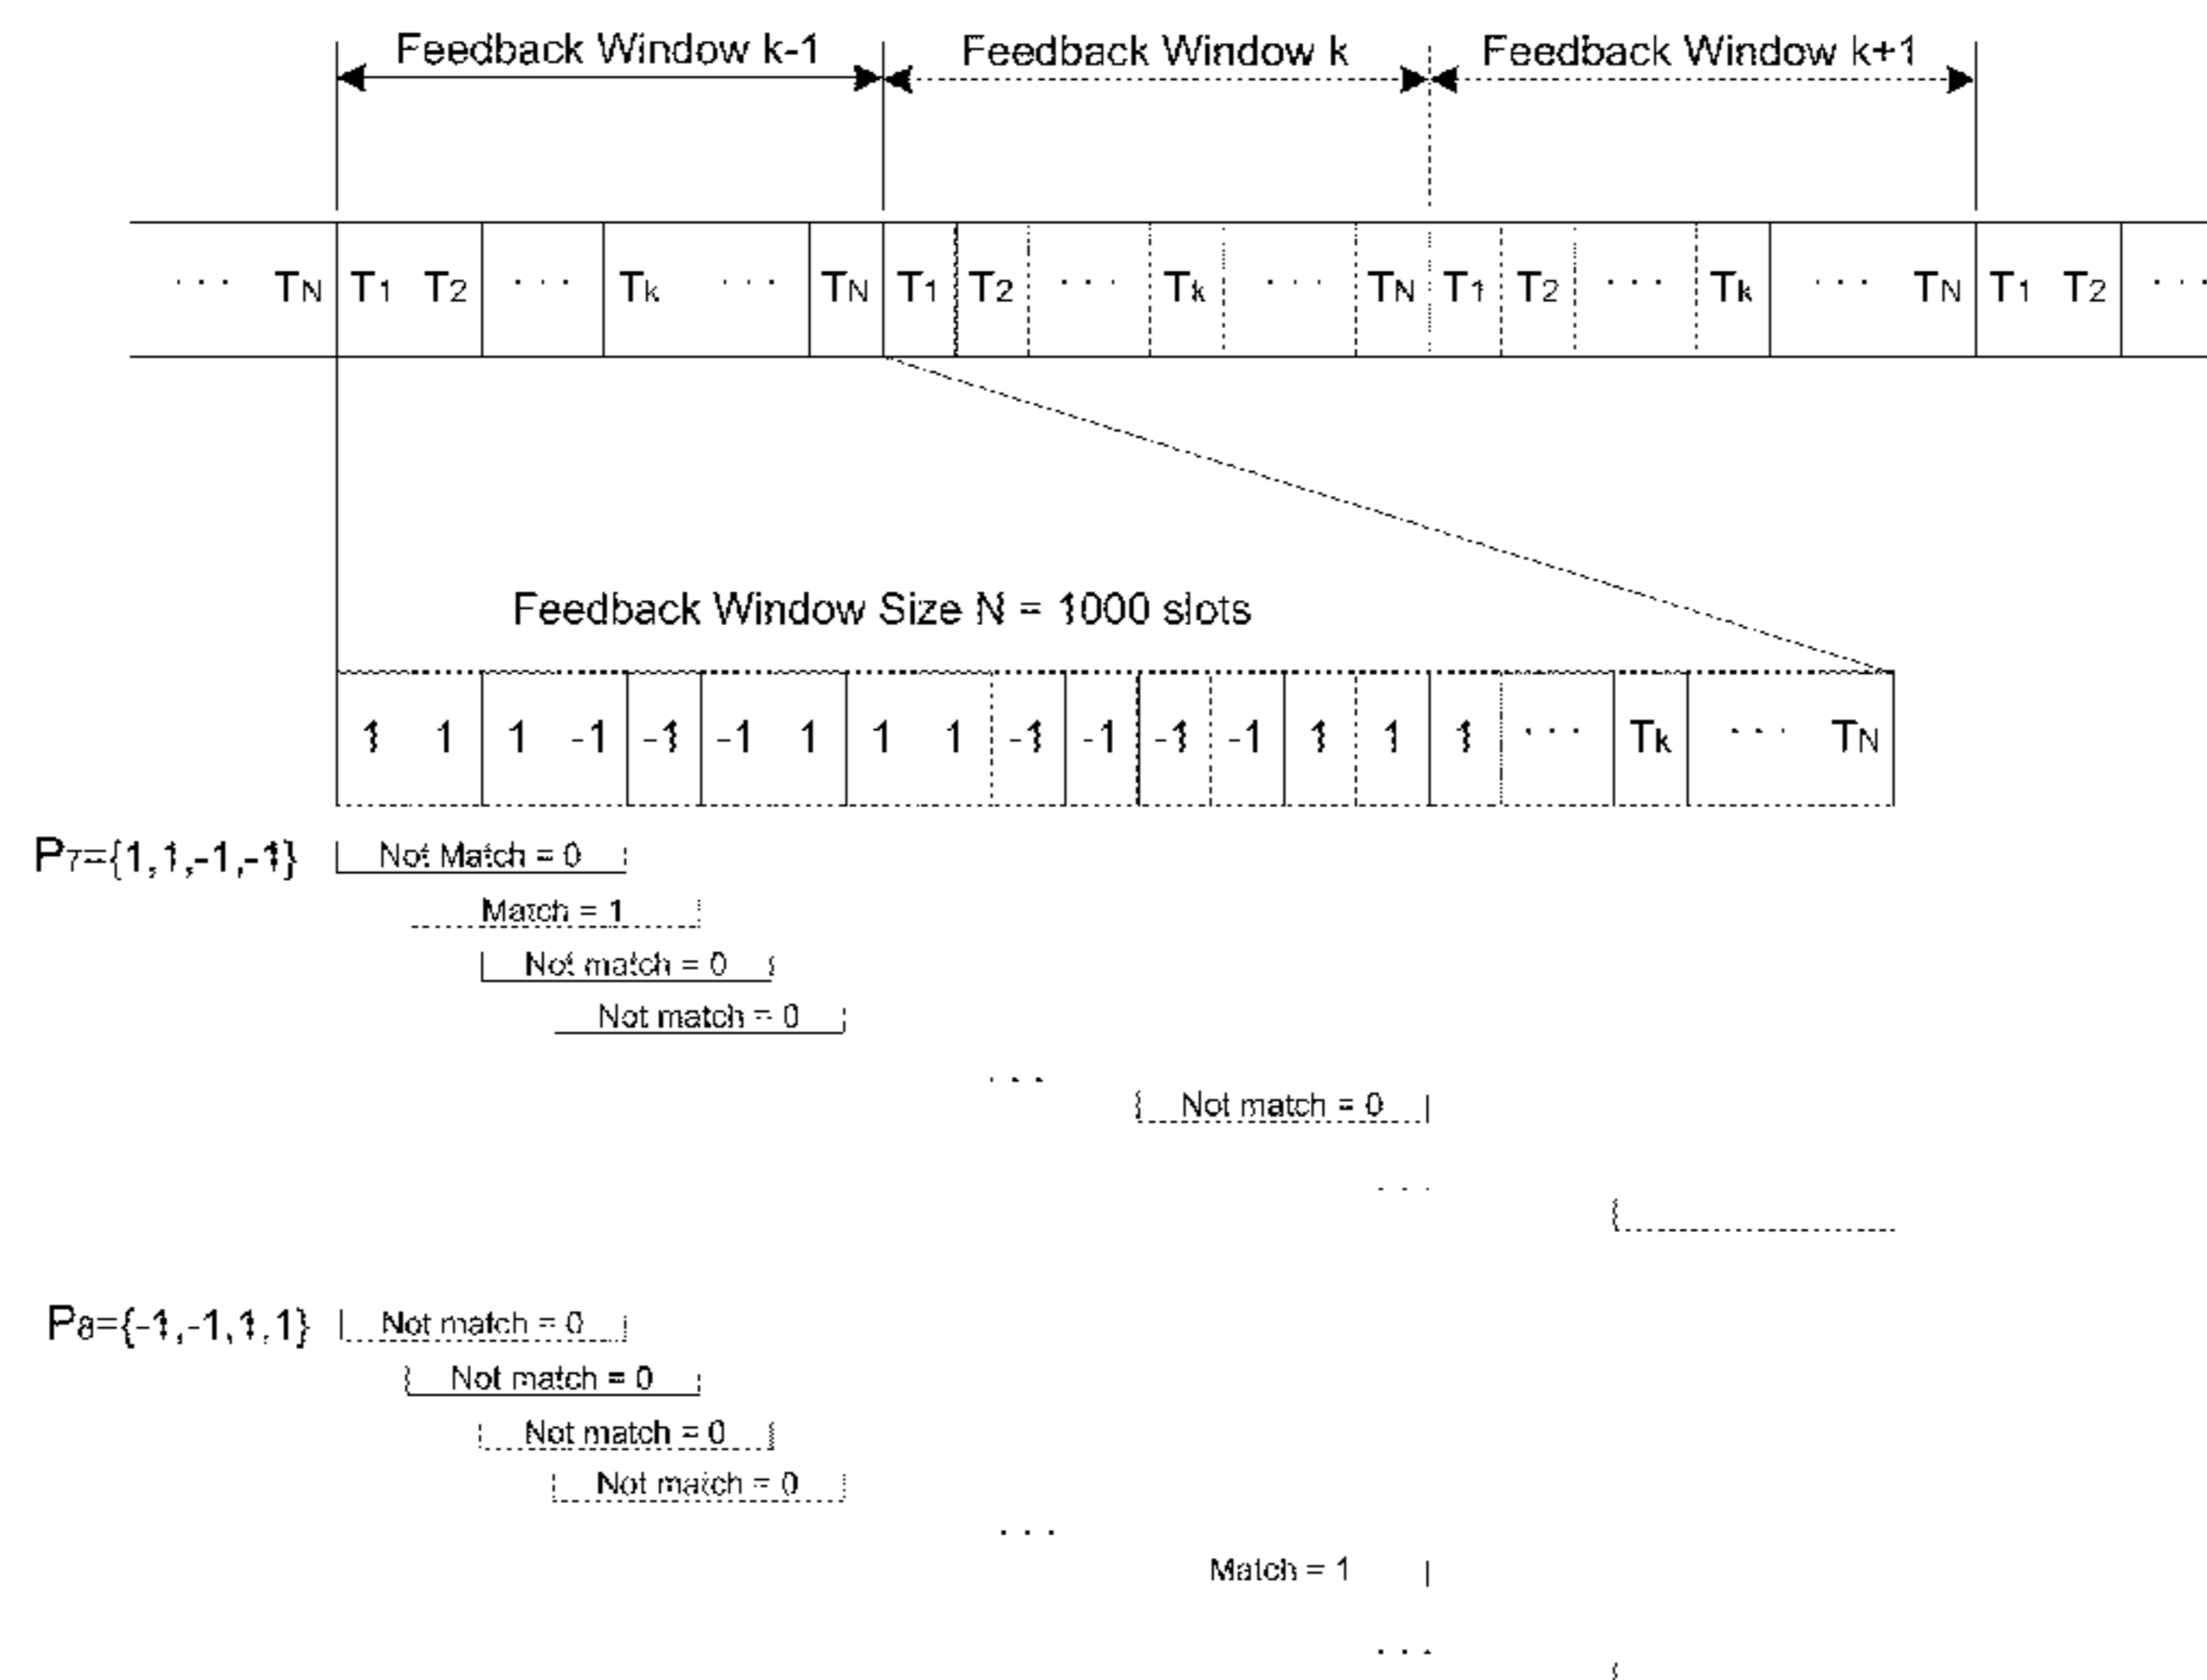 Feedback Window k-1 Feedback Window k Feedback Window k+1
··· TN T1 T2 ··· Tk ··· TN T1 T2 ··· Tk ··· TN T1 T2 ··· Tk ··· TN T1 T2 ···
Feedback Window Size N = 1000 slots
1 1 1 -1 -1 -1 1 1 1 -1 -1 -1 -1 1 1 1 ··· Tk ··· TN
P7={1,1,-1,-1} Not Match = 0
Match = 1
Not match = 0
Not match = 0
···
Not match = 0
···
P8={-1,-1,1,1} Not match = 0
Not match = 0
Not match = 0
Not match = 0
···
Match = 1
···